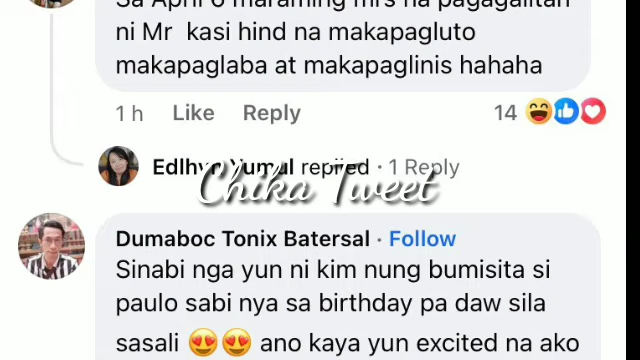 Sa April 6 maraming mrs na pagagalitan
ni Mr kasi hind na makapagluto
makapaglaba at makapaglinis hahaha
1 h Like Reply 14
Edlhyn Yumul replied · 1 Reply
Chika Tweet
Dumaboc Tonix Batersal · Follow
Sinabi nga yun ni kim nung bumisita si
paulo sabi nya sa birthday pa daw sila
sasali 😍😍 ano kaya yun excited na ako